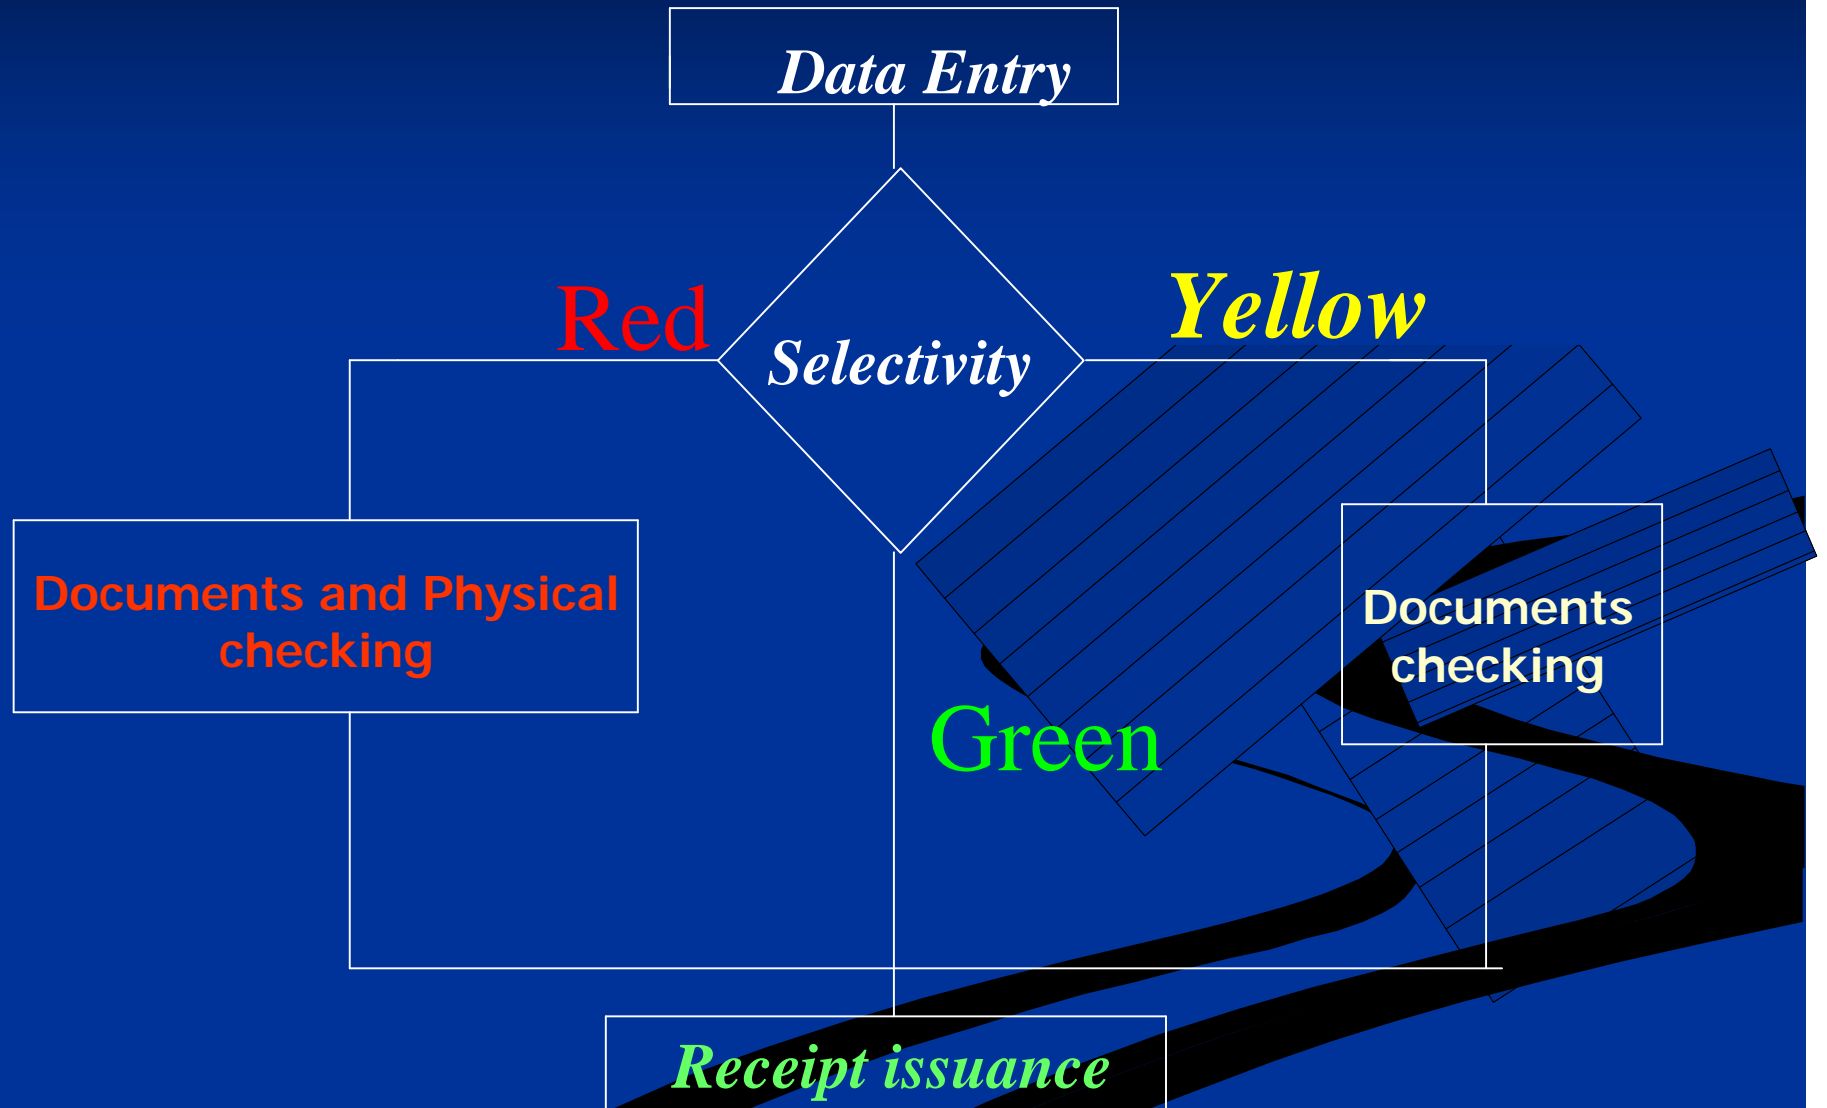 Data Entry
Red
Yellow
Selectivity
Documents and Physical
checking
Documents
checking
Green
Receipt issuance